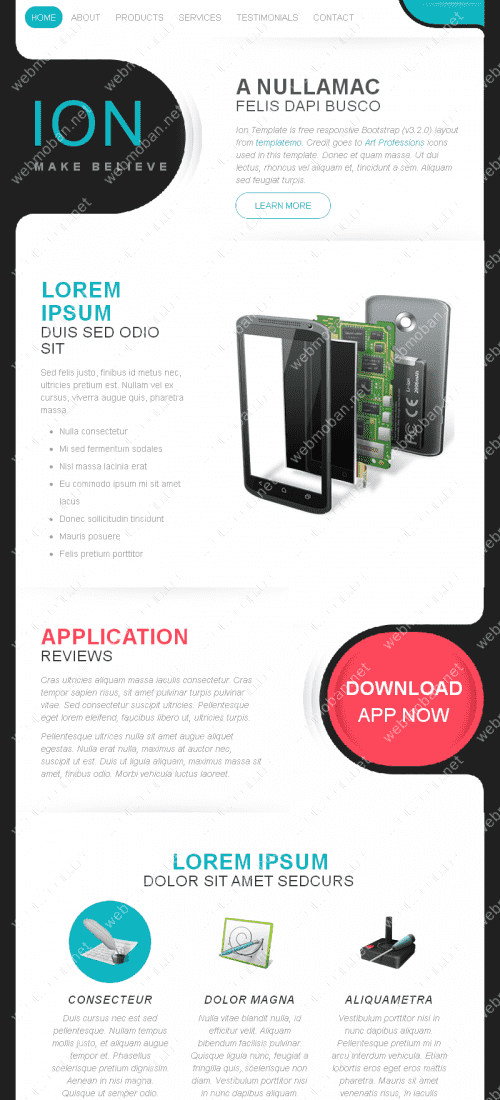 HOME ABOUT PRODUCTS SERVICES TESTIMONIALS CONTACT
ION
MAKE BELIEVE
A NULLAMAC
FELIS DAPI BUSCO
Ion Template is free responsive Bootstrap (v3.2.0) layout
from templatemo. Credit goes to Art Professions icons
used in this template. Donec et quam massa. Ut dui
lectus, rhoncus vel aliquam et, tincidunt a sem. Aliquam
sed feugiat turpis.
LEARN MORE
LOREM
IPSUM
DUIS SED ODIO
SIT
Sed felis justo, finibus id metus nec,
ultricies pretium est. Nullam vel ex
cursus, viverra augue quis, pharetra
massa.
Nulla consectetur
Mi sed fermentum sodales
Nisl massa lacinia erat
Eu commodo ipsum mi sit amet
lacus
Donec sollicitudin tincidunt
Mauris posuere
Felis pretium porttitor
APPLICATION
REVIEWS
Cras ultricies aliquam massa iaculis consectetur. Cras
tempor sapien risus, sit amet pulvinar turpis pulvinar
vitae. Sed consectetur suscipit ultricies. Pellentesque
eget lorem eleifend, faucibus libero ut, ultricies turpis.
Pellentesque ultrices nulla sit amet augue aliquet
egestas. Nulla erat nulla, maximus at auctor nec,
suscipit ut est. Duis ut ligula aliquam, maximus massa sit
amet, finibus odio. Morbi vehicula luctus laoreet.
DOWNLOAD
APP NOW
LOREM IPSUM
DOLOR SIT AMET SEDCURS
CONSECTEUR
Duis cursus nec est sed
pellentesque. Nullam tempus
mollis justo, et aliquam augue
tempor et. Phasellus
scelerisque pretium dignissim.
Aenean in nisi magna.
Quisque ut semper odio.
DOLOR MAGNA
Nulla vitae blandit nulla, id
efficitur velit. Aliquam
bibendum facilisis pulvinar.
Quisque ligula nunc, feugiat a
fringilla quis, scelerisque non
diam. Vestibulum porttitor nisi
in nunc dapibus aliquam.
ALIQUAMETRA
Vestibulum porttitor nisi in
nunc dapibus aliquam.
Pellentesque pretium mi in
arcu interdum vehicula. Etiam
lobortis eros eget eros mattis
pharetra. Mauris sit amet
venenatis risus, in iaculis
webmoban.net